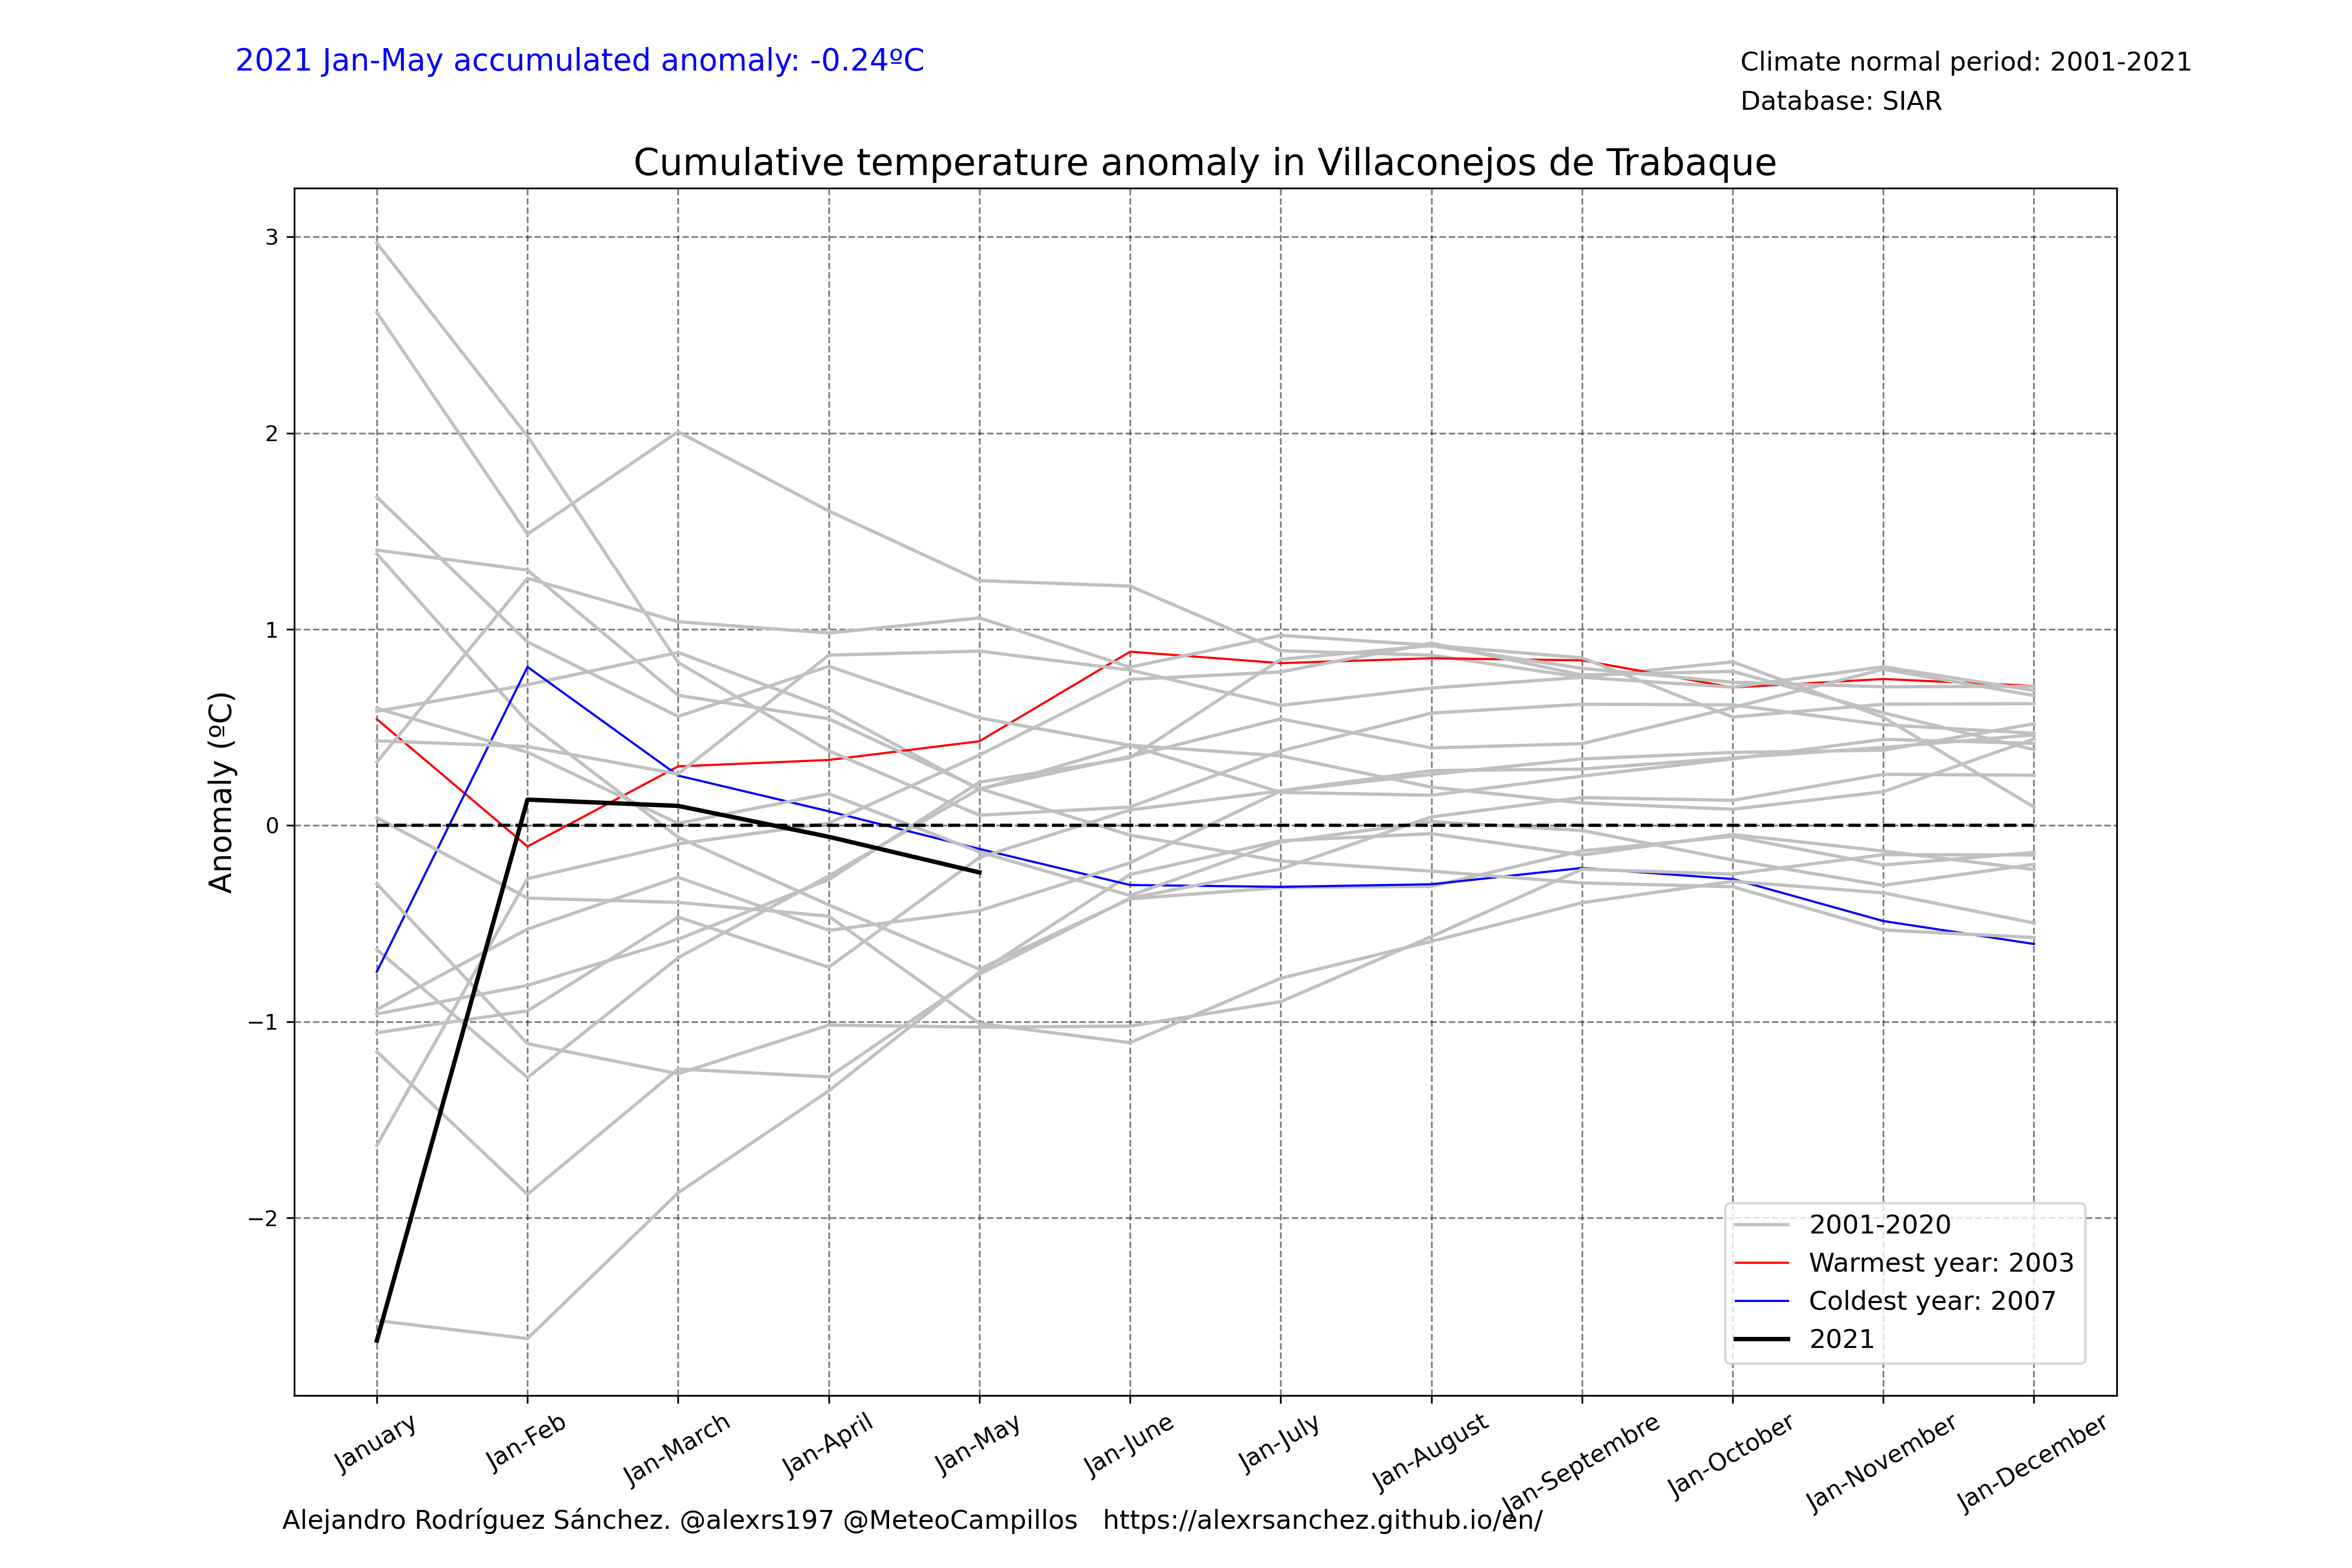 2021 Jan-May accumulated anomaly: -0.24ºC
Climate normal period: 2001-2021
Database: SIAR
Cumulative temperature anomaly in Villaconejos de Trabaque
Anomaly (ºC)
3
2
1
0
−1
−2
2001-2020
Warmest year: 2003
Coldest year: 2007
2021
January
Jan-Feb
Jan-March
Jan-April
Jan-May
Jan-June
Jan-July
Jan-August
Jan-Septembre
Jan-October
Jan-November
Jan-December
Alejandro Rodríguez Sánchez. @alexrs197 @MeteoCampillos https://alexrsanchez.github.io/en/